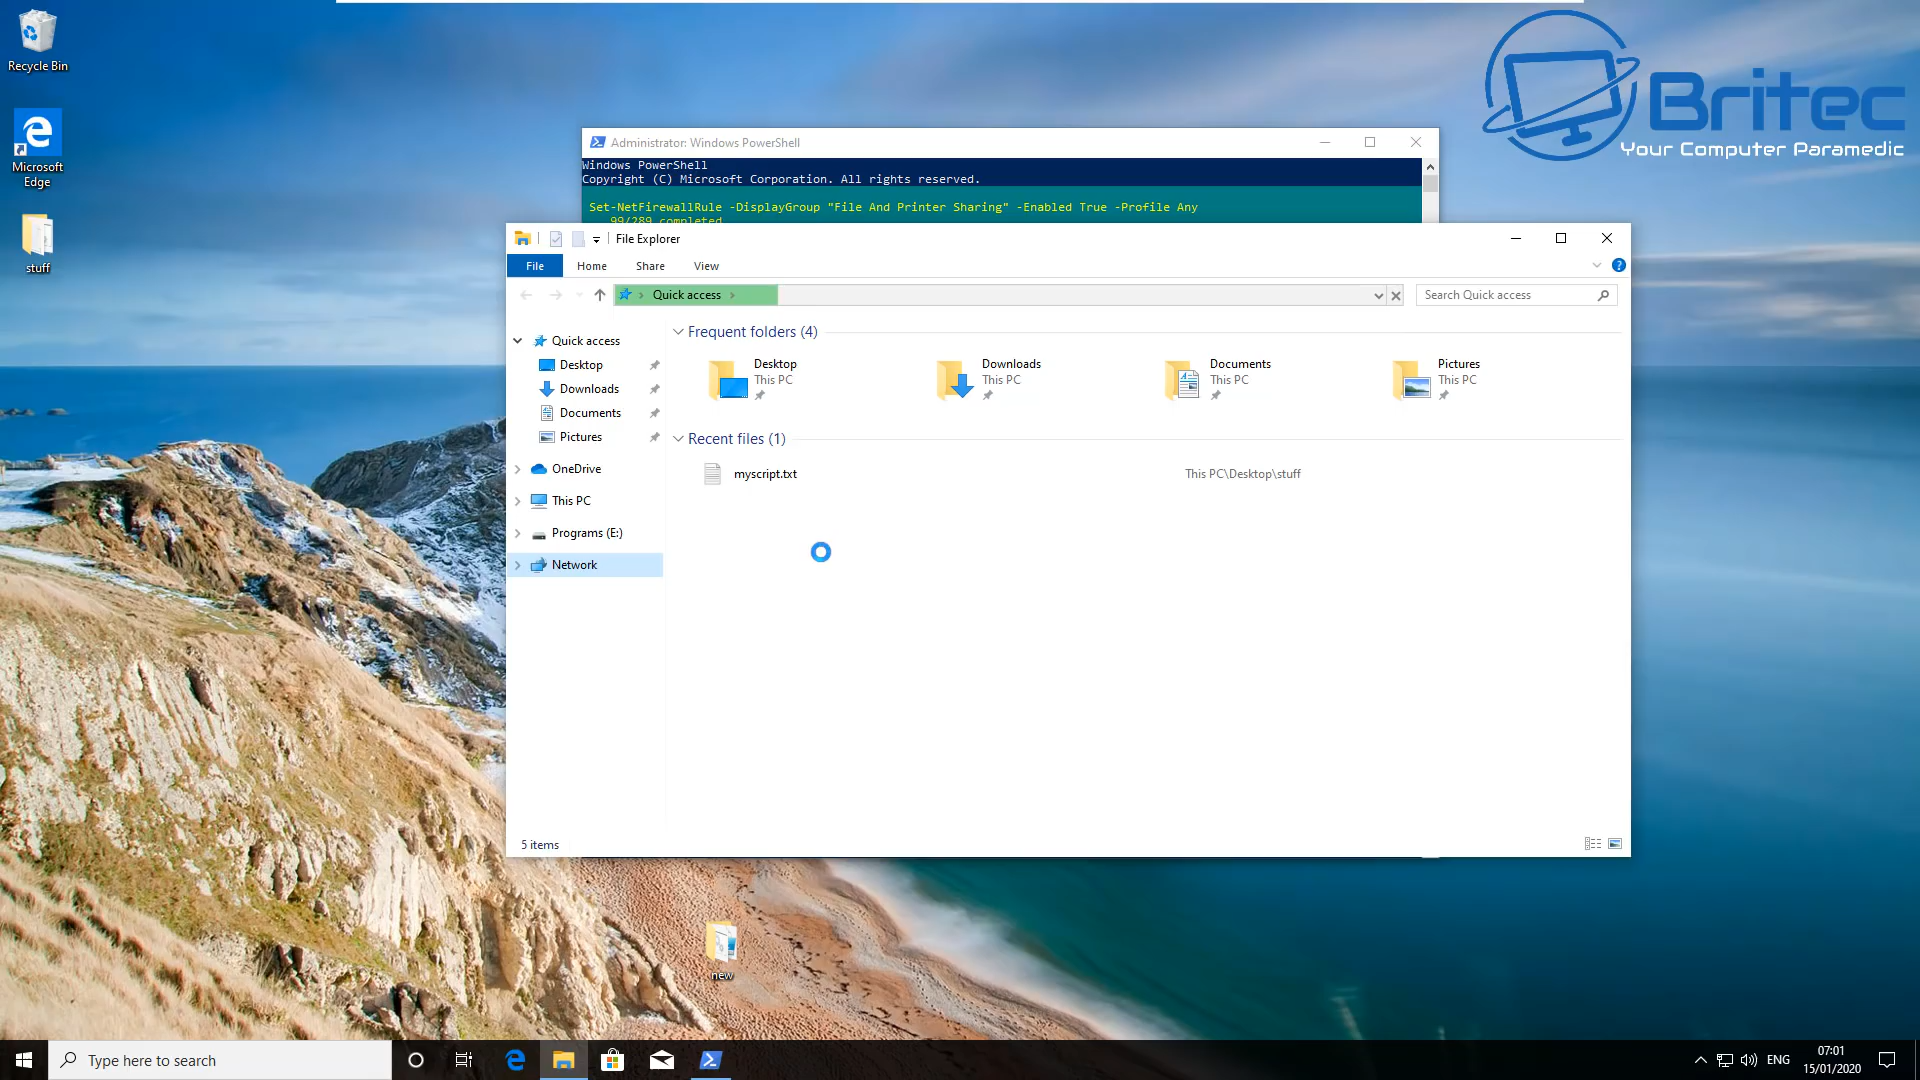 Recycle Bin
Microsoft
Edge
stuff
Britec
Your Computer Paramedic
Administrator: Windows PowerShell
Windows PowerShell
Copyright (C) Microsoft Corporation. All rights reserved.
Set-NetFirewallRule -DisplayGroup "File And Printer Sharing" -Enabled True -Profile Any
99/289 completed
File Explorer
File Home Share View
Quick access
Search Quick access
Quick access
Desktop
Downloads
Documents
Pictures
OneDrive
This PC
Programs (E:)
Network
Frequent folders (4)
Desktop
This PC
Downloads
This PC
Documents
This PC
Pictures
This PC
Recent files (1)
myscript.txt This PC\Desktop\stuff
5 items
new
Type here to search
ENG
07:01
15/01/2020